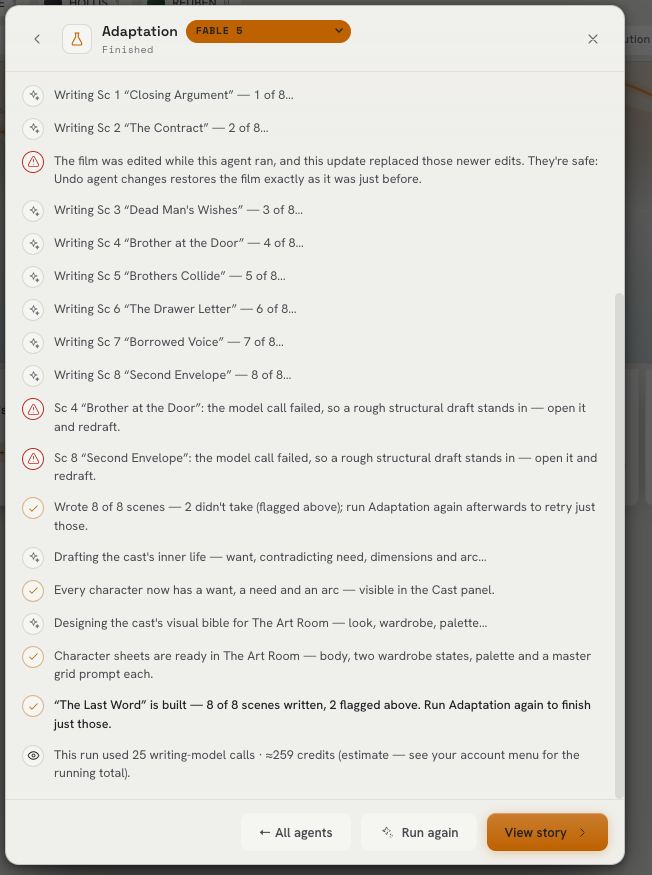 HOLLIS
REUBEN
Adaptation
FABLE 5
Finished
ution
Writing Sc 1 “Closing Argument” — 1 of 8...
Writing Sc 2 “The Contract” — 2 of 8...
The film was edited while this agent ran, and this update replaced those newer edits. They're safe:
Undo agent changes restores the film exactly as it was just before.
Writing Sc 3 “Dead Man's Wishes” — 3 of 8...
Writing Sc 4 “Brother at the Door” — 4 of 8...
Writing Sc 5 “Brothers Collide” — 5 of 8...
Writing Sc 6 “The Drawer Letter” — 6 of 8...
Writing Sc 7 “Borrowed Voice” — 7 of 8...
Writing Sc 8 “Second Envelope” — 8 of 8...
Sc 4 “Brother at the Door”: the model call failed, so a rough structural draft stands in — open it
and redraft.
Sc 8 “Second Envelope”: the model call failed, so a rough structural draft stands in — open it and
redraft.
Wrote 8 of 8 scenes — 2 didn't take (flagged above); run Adaptation again afterwards to retry just
those.
Drafting the cast's inner life — want, contradicting need, dimensions and arc...
Every character now has a want, a need and an arc — visible in the Cast panel.
Designing the cast's visual bible for The Art Room — look, wardrobe, palette...
Character sheets are ready in The Art Room — body, two wardrobe states, palette and a master
grid prompt each.
“The Last Word” is built — 8 of 8 scenes written, 2 flagged above. Run Adaptation again to finish
just those.
This run used 25 writing-model calls · ≈259 credits (estimate — see your account menu for the
running total).
← All agents
Run again
View story